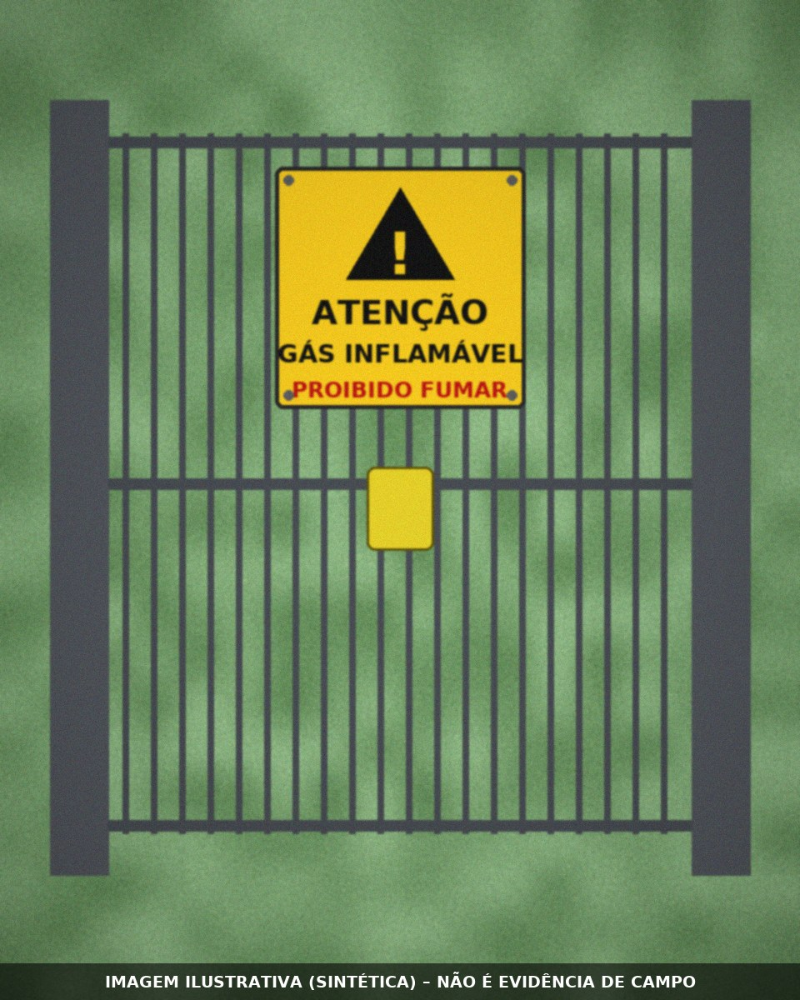 !
ATENÇÃO
GÁS INFLAMÁVEL
PROIBIDO FUMAR
IMAGEM ILUSTRATIVA (SINTÉTICA) – NÃO É EVIDÊNCIA DE CAMPO